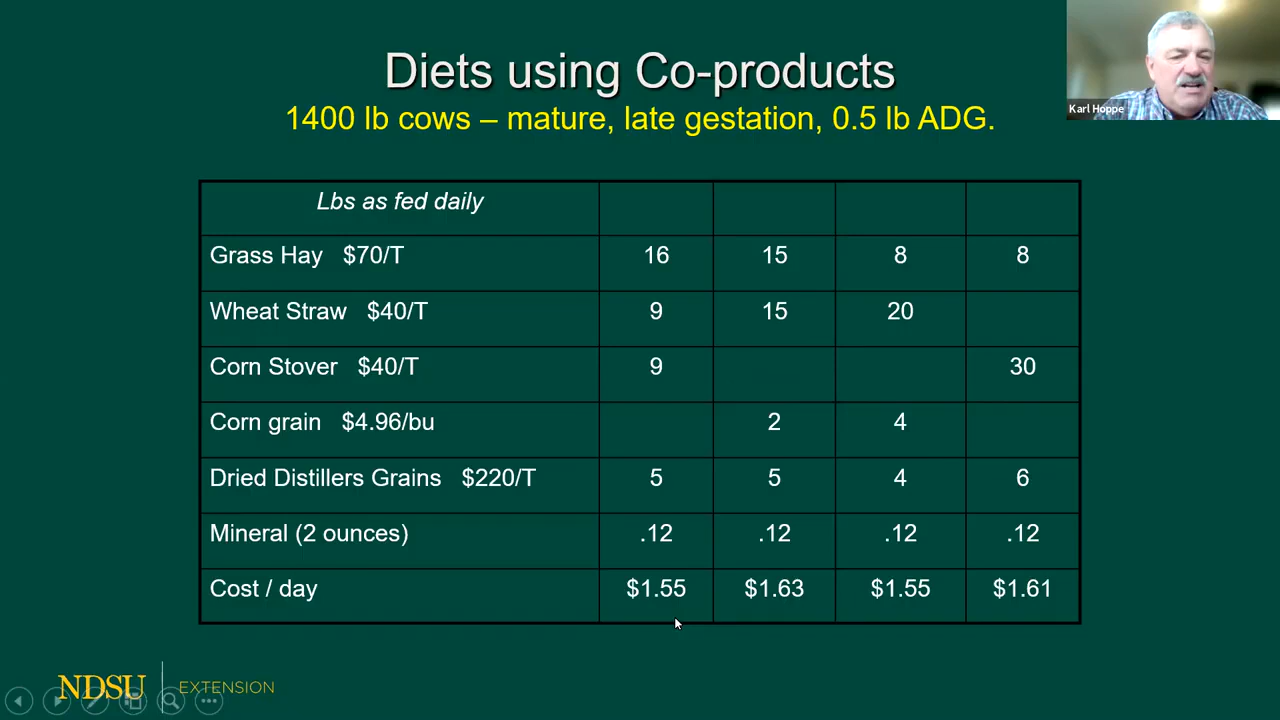 Diets using Co-products
Karl Hoppe
1400 lb cows – mature, late gestation, 0.5 lb ADG.
Lbs as fed daily
Grass Hay $70/T 16 15 8 8
Wheat Straw $40/T 9 15 20
Corn Stover $40/T 9 30
Corn grain $4.96/bu 2 4
Dried Distillers Grains $220/T 5 5 4 6
Mineral (2 ounces) .12 .12 .12 .12
Cost / day $1.55 $1.63 $1.55 $1.61
NDSU EXTENSION